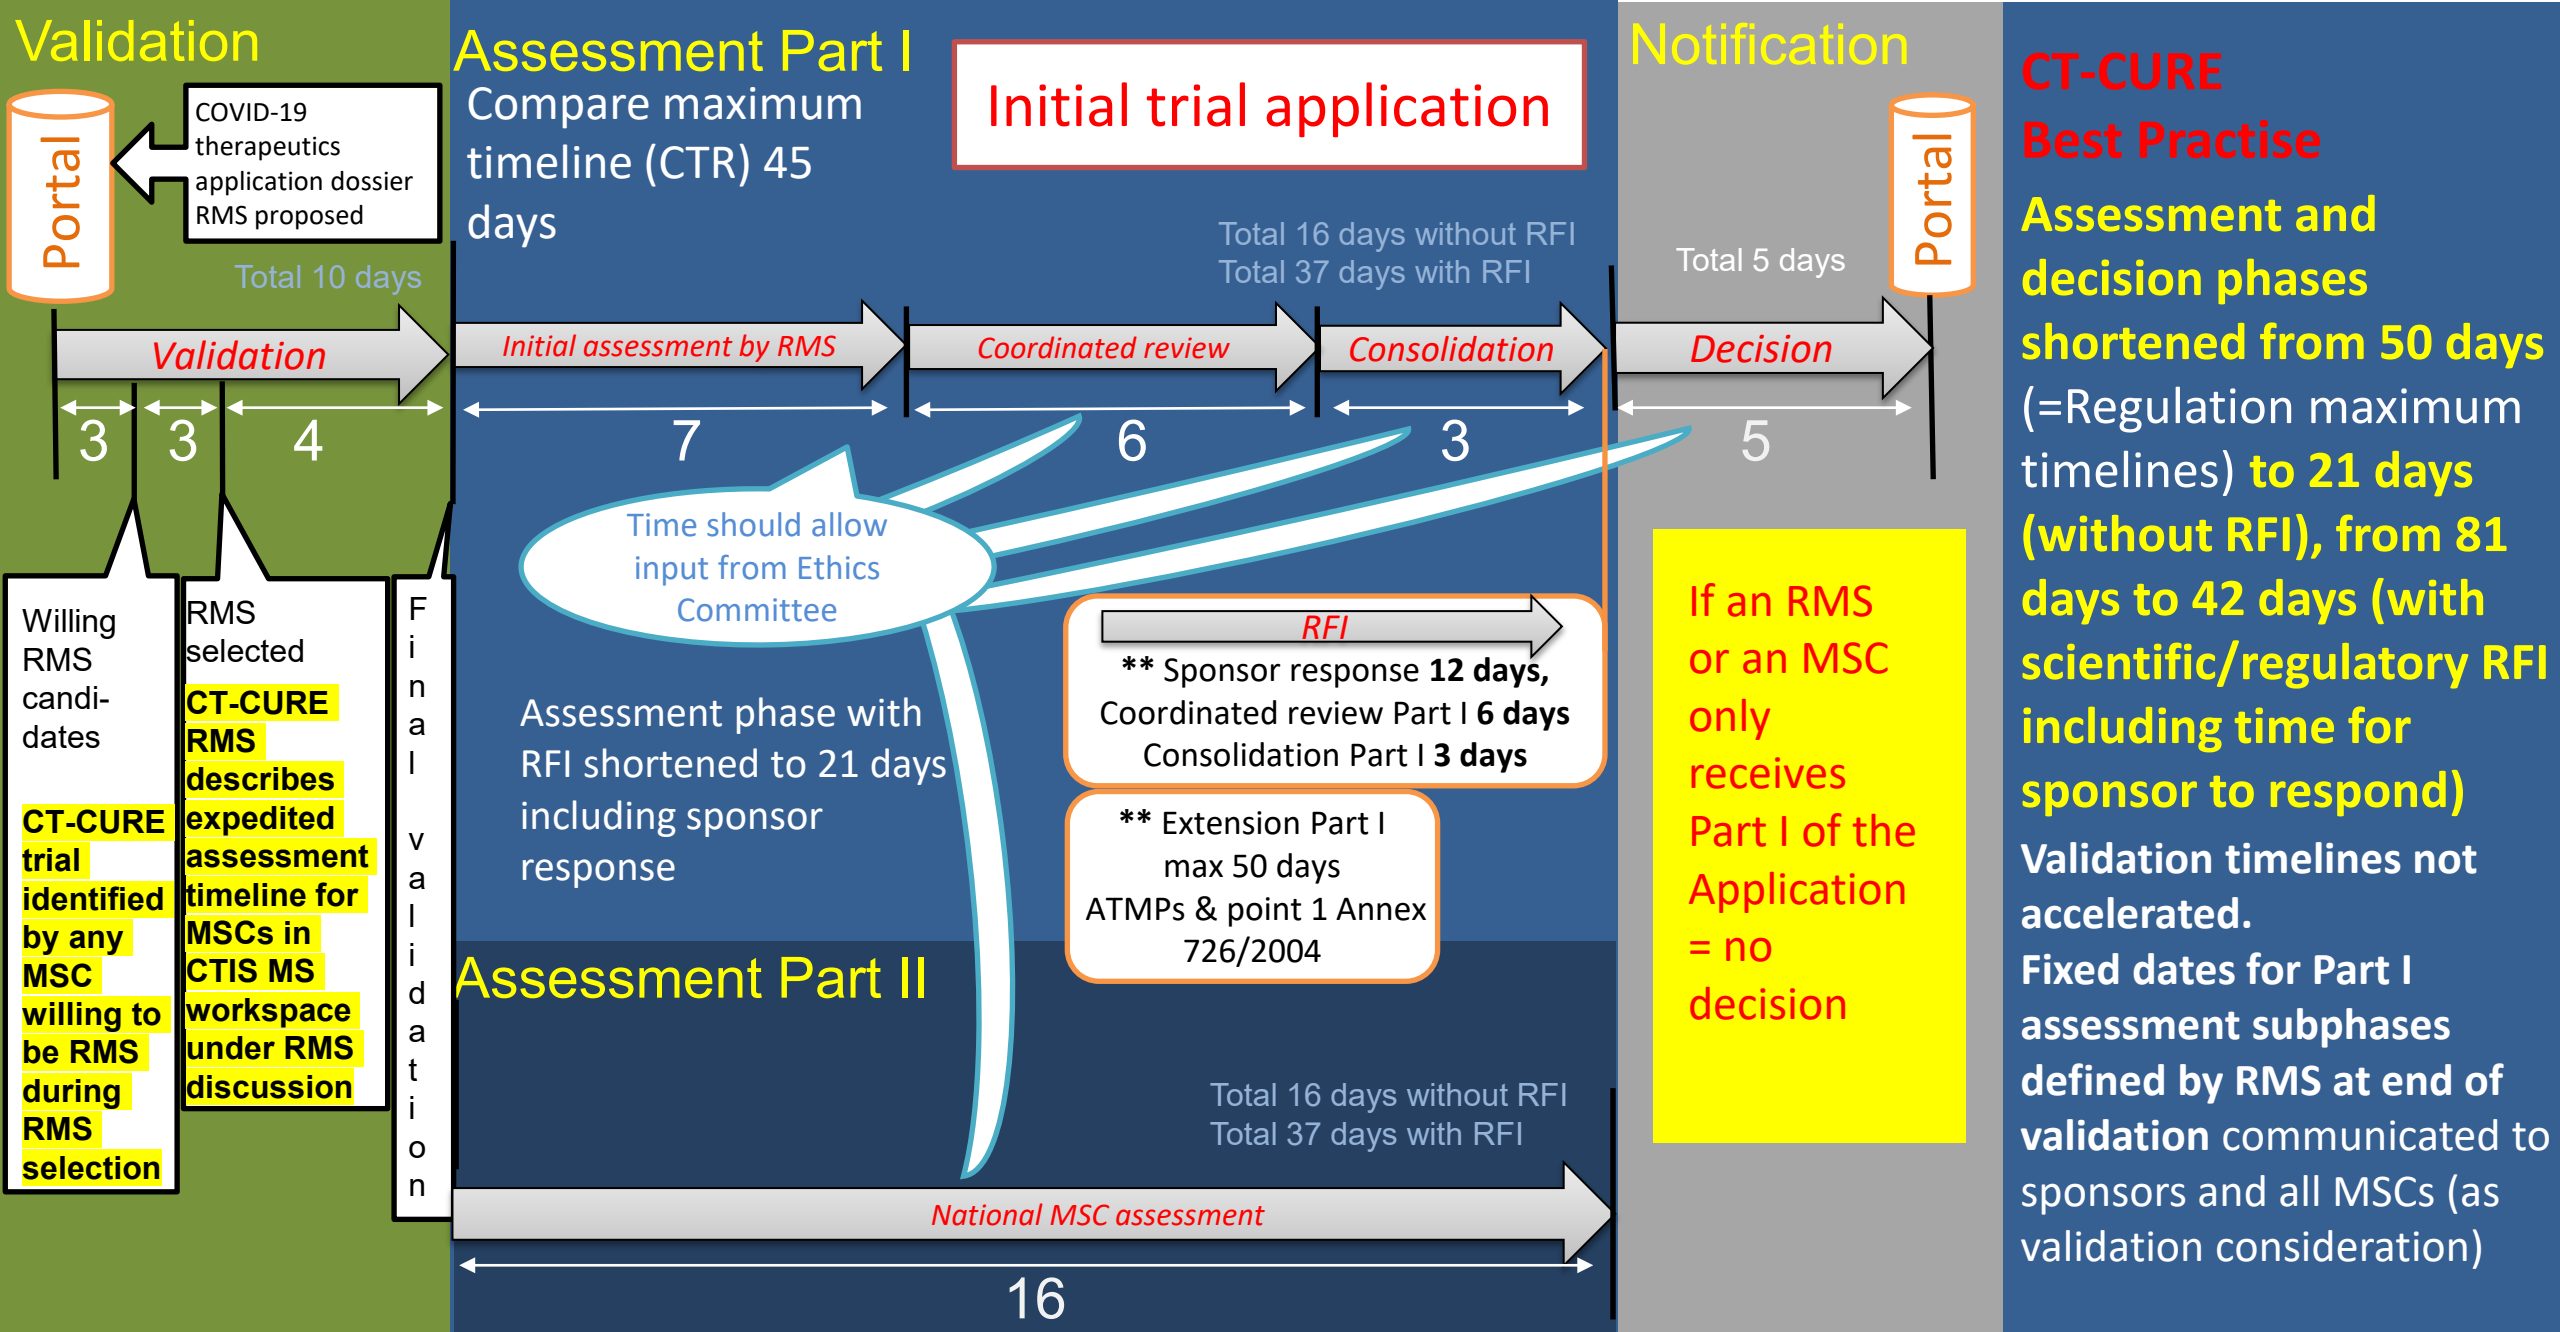 Validation
Portal
COVID-19
therapeutics
application dossier
RMS proposed
Total 10 days
Validation
3
3
4
Willing
RMS
candi-
dates
CT-CURE
trial
identified
by any
MSC
willing to
be RMS
during
RMS
selection
RMS
selected
CT-CURE
RMS
describes
expedited
assessment
timeline for
MSCs in
CTIS MS
workspace
under RMS
discussion
Final validation
Assessment Part I
Compare maximum
timeline (CTR) 45
days
Initial trial application
Total 16 days without RFI
Total 37 days with RFI
Initial assessment by RMS
Coordinated review
Consolidation
7
6
3
Time should allow
input from Ethics
Committee
Assessment phase with
RFI shortened to 21 days
including sponsor
response
RFI
** Sponsor response 12 days,
Coordinated review Part I 6 days
Consolidation Part I 3 days
** Extension Part I
max 50 days
ATMPs & point 1 Annex
726/2004
Assessment Part II
Total 16 days without RFI
Total 37 days with RFI
National MSC assessment
16
Notification
Portal
Total 5 days
Decision
5
If an RMS
or an MSC
only
receives
Part I of the
Application
= no
decision
CT-CURE
Best Practise
Assessment and
decision phases
shortened from 50 days
(=Regulation maximum
timelines) to 21 days
(without RFI), from 81
days to 42 days (with
scientific/regulatory RFI
including time for
sponsor to respond)
Validation timelines not
accelerated.
Fixed dates for Part I
assessment subphases
defined by RMS at end of
validation communicated to
sponsors and all MSCs (as
validation consideration)